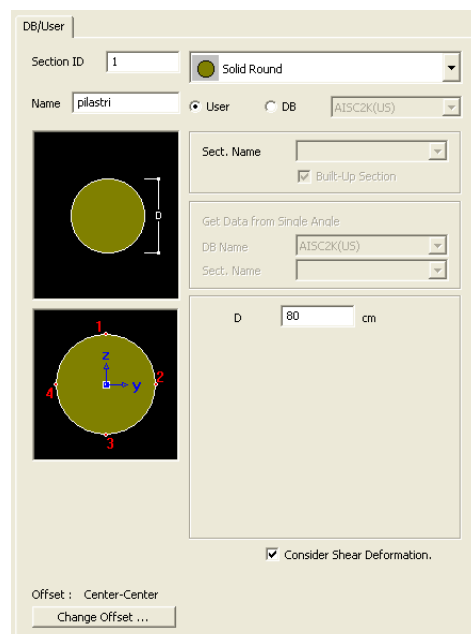 DB/User
Section ID 1
Solid Round
Name pilastri
User DB AISC2K(US)
Sect. Name
Built-Up Section
D
Get Data from Single Angle
DB Name AISC2K(US)
Sect. Name
D 80 cm
1
z
y
2
4
3
Consider Shear Deformation.
Offset : Center-Center
Change Offset ...